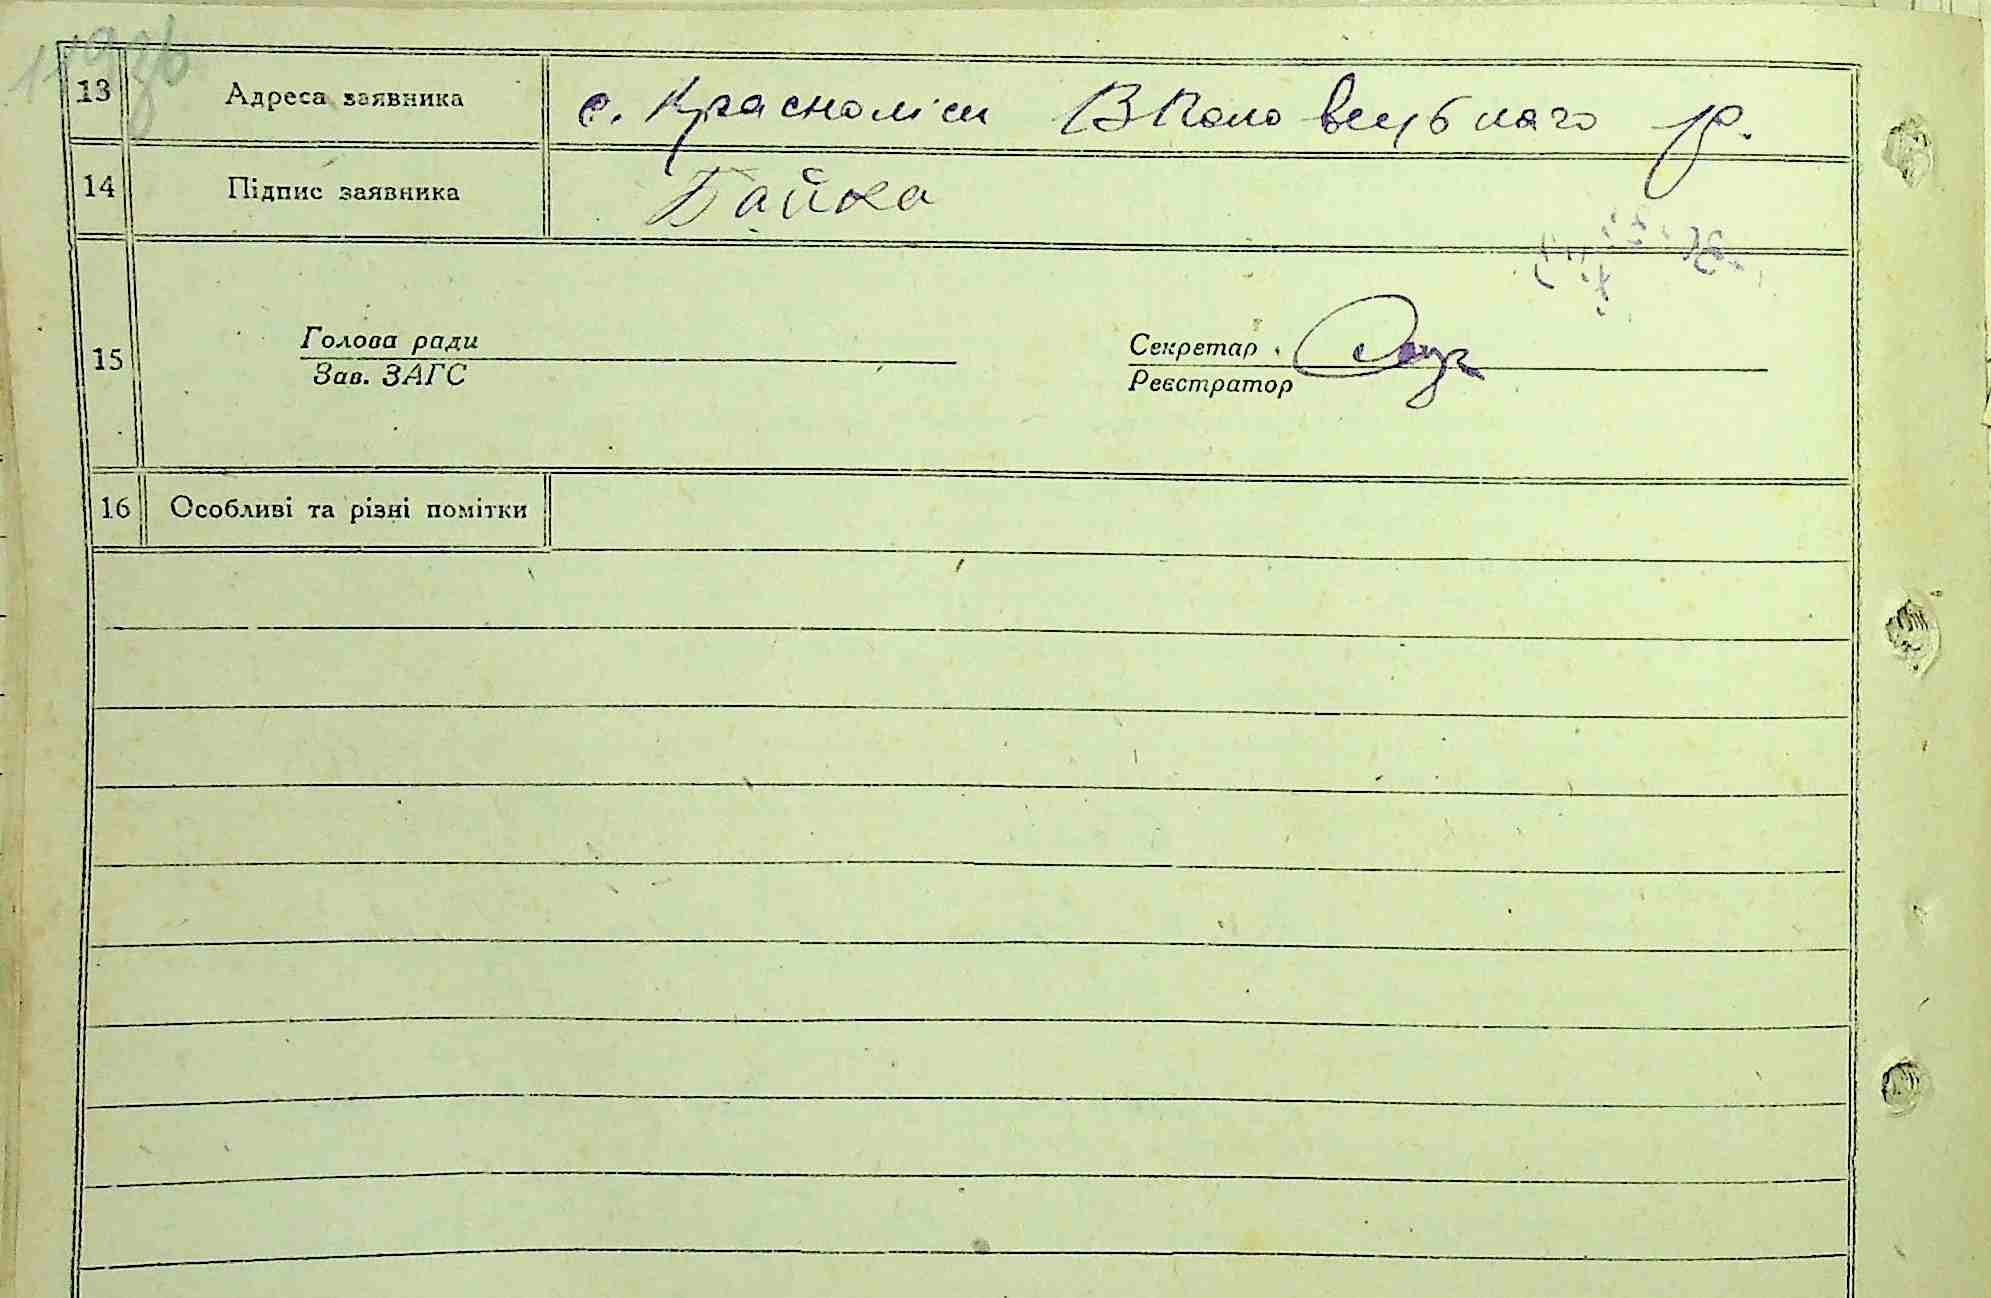 13 Адреса заявника с. Красноліси ВПоловецького р.
14 Підпис заявника Байка
15
Голова ради Секретар
Зав. ЗАГС Реєстратор
16 Особливі та різні помітки